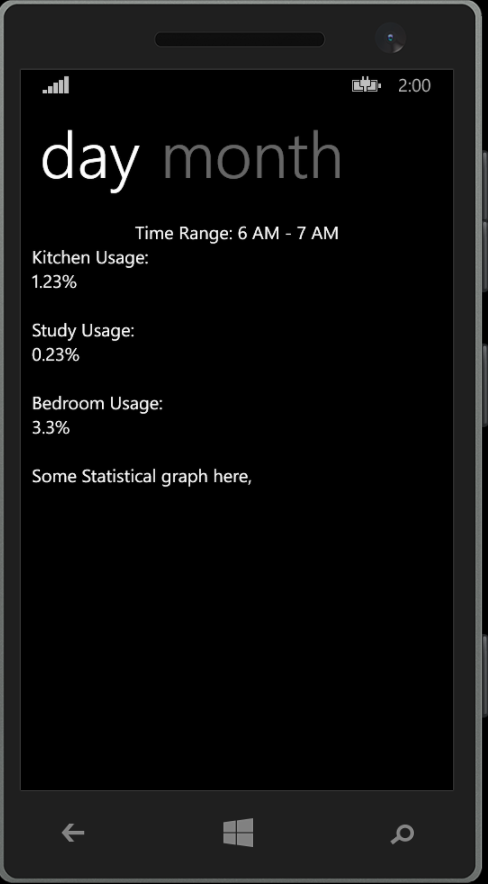 2:00
day month
Time Range: 6 AM - 7 AM
Kitchen Usage:
1.23%
Study Usage:
0.23%
Bedroom Usage:
3.3%
Some Statistical graph here,